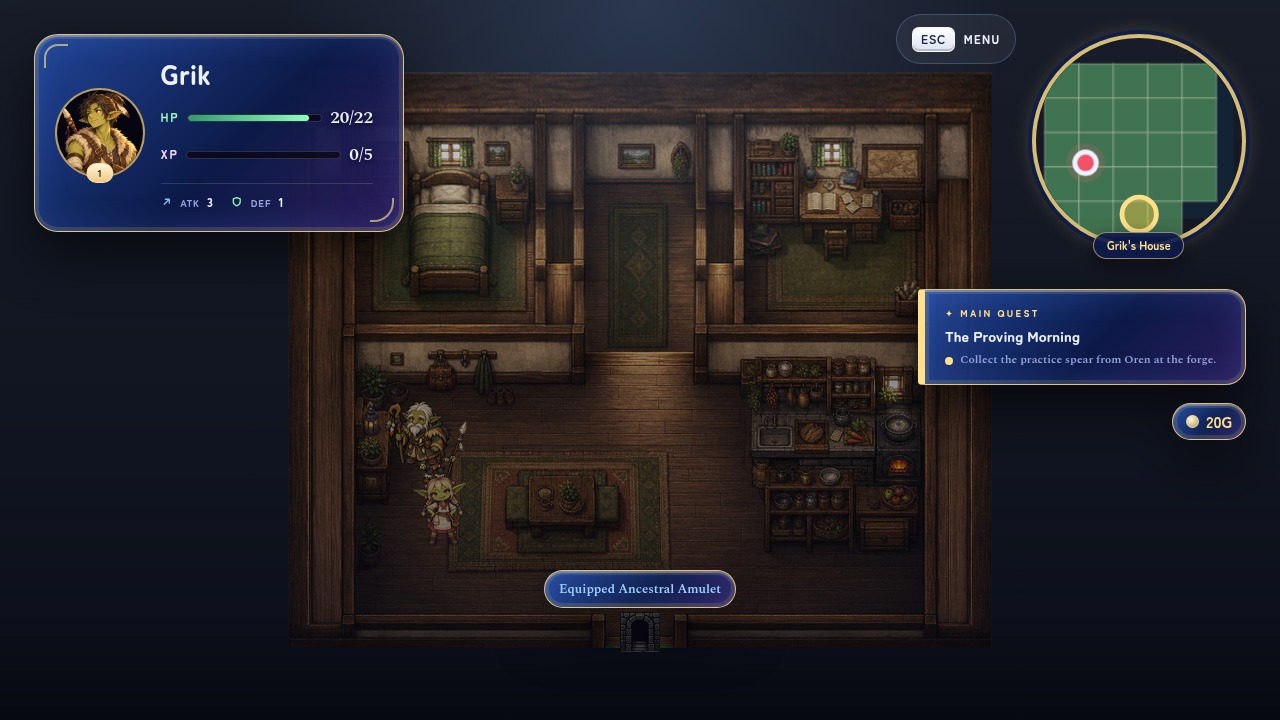 Grik
HP 20/22
XP 0/5
1
ATK 3 DEF 1
ESC MENU
Grik's House
MAIN QUEST
The Proving Morning
Collect the practice spear from Oren at the forge.
20G
Equipped Ancestral Amulet